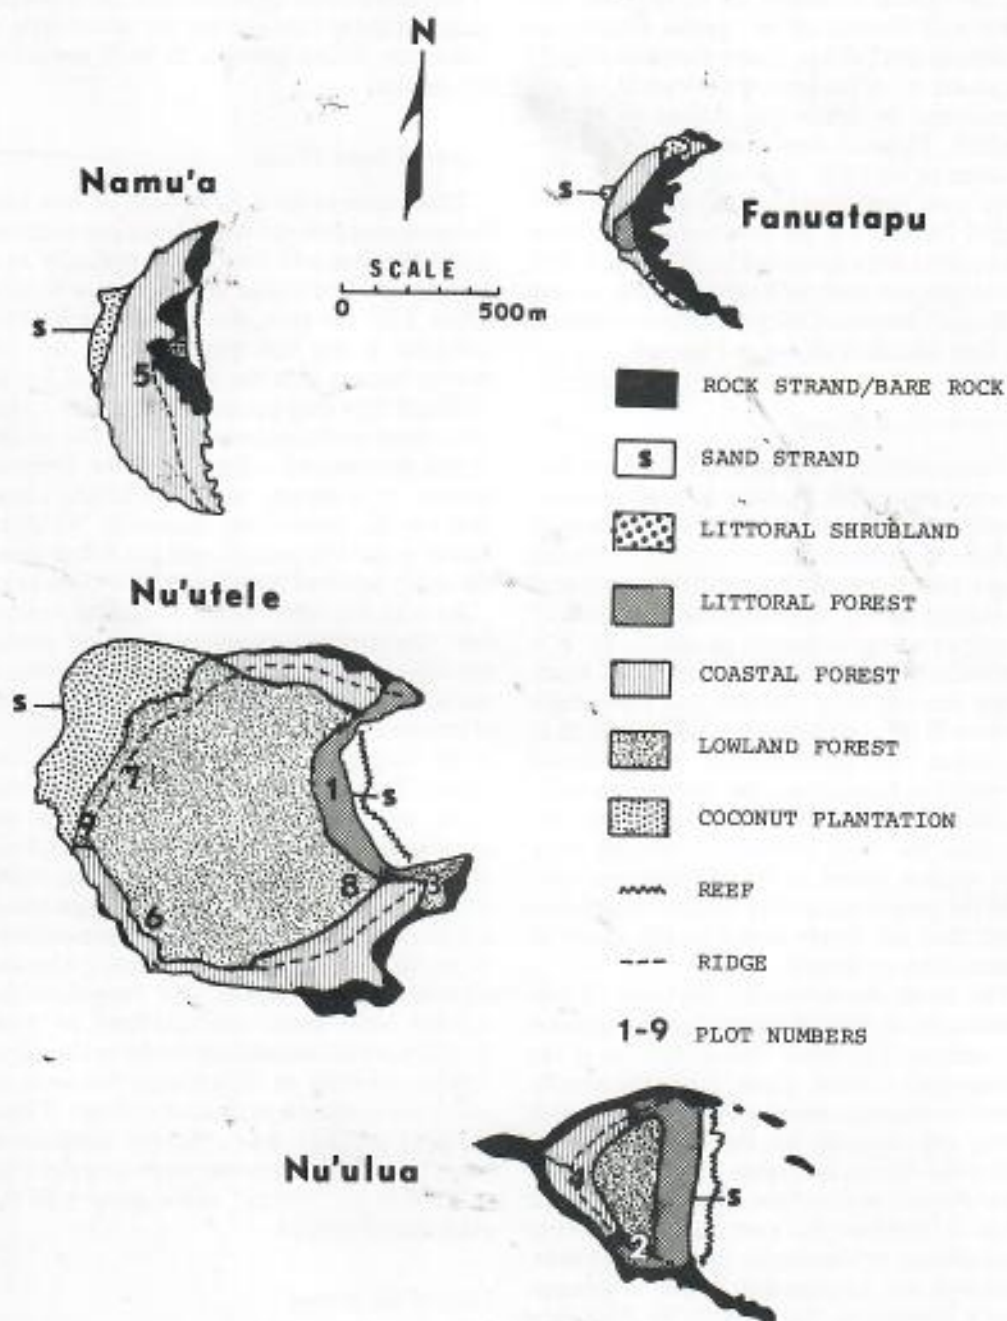 N
Namu'a
S
Fanuatapu
S
SCALE
0 500m
5
ROCK STRAND/BARE ROCK
S SAND STRAND
LITTORAL SHRUBLAND
Nu'utele
LITTORAL FOREST
COASTAL FOREST
S
LOWLAND FOREST
7
1
S
COCONUT PLANTATION
9
8
3
REEF
6
RIDGE
1-9 PLOT NUMBERS
Nu'ulua
4
S
2